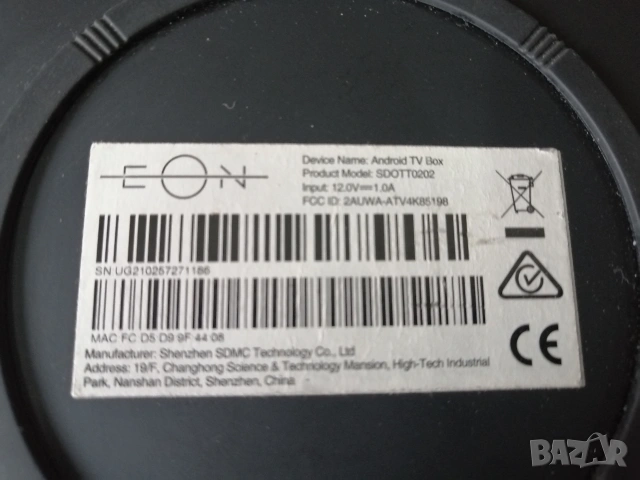 EON
Device Name: Android TV Box
Product Model: SDOTT0202
Input: 12.0V⎓1.0A
FCC ID: 2AUWA-ATV4K85198
SN UG210257271186
MAC FC D5 D9 9F 44 08
Manufacturer: Shenzhen SDMC Technology Co., Ltd
Address: 19/F, Changhong Science & Technology Mansion, High-Tech Industrial
Park, Nanshan District, Shenzhen, China
CE
BAZAR